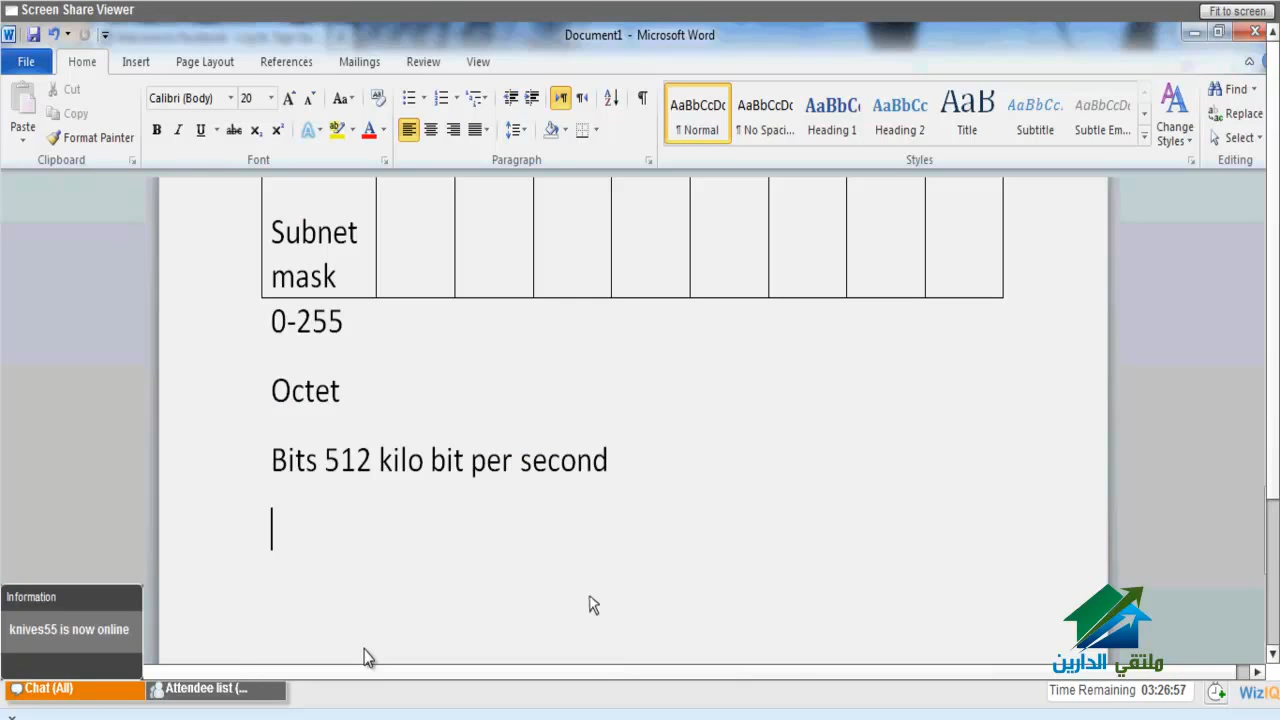 Screen Share Viewer
Fit to screen
Document1 - Microsoft Word
File Home Insert Page Layout References Mailings Review View
Paste
Cut
Copy
Format Painter
Clipboard
Calibri (Body) 20
Font
Paragraph
AaBbCcDc AaBbCcDc AaBbC AaBbCc AaB AaBbCc. AaBbCcDc
¶ Normal ¶ No Spaci... Heading 1 Heading 2 Title Subtitle Subtle Em...
Styles
Change Styles
Find
Replace
Select
Editing
Subnet
mask
0-255
Octet
Bits 512 kilo bit per second
Information
knives55 is now online
ملتقي الدارين
Chat (All)
Attendee list (...
Time Remaining 03:26:57
WizIQ